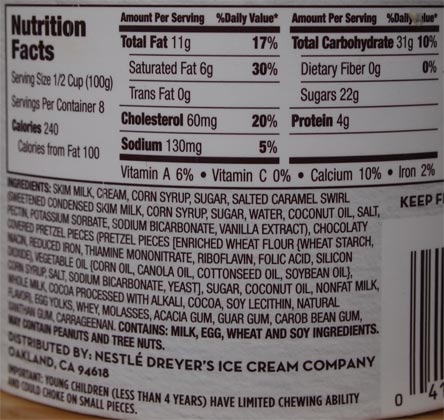 Nutrition Facts
Serving Size 1/2 Cup (100g)
Servings Per Container 8
Calories 240
Calories from Fat 100
Amount Per Serving %Daily Value*
Total Fat 11g 17%
Saturated Fat 6g 30%
Trans Fat 0g
Cholesterol 60mg 20%
Sodium 130mg 5%
Amount Per Serving %Daily Value*
Total Carbohydrate 31g 10%
Dietary Fiber 0g 0%
Sugars 22g
Protein 4g
Vitamin A 6% • Vitamin C 0% • Calcium 10% • Iron 2%
INGREDIENTS: SKIM MILK, CREAM, CORN SYRUP, SUGAR, SALTED CARAMEL SWIRL
(SWEETENED CONDENSED SKIM MILK, CORN SYRUP, SUGAR, WATER, COCONUT OIL, SALT,
PECTIN, POTASSIUM SORBATE, SODIUM BICARBONATE, VANILLA EXTRACT), CHOCOLATY
COVERED PRETZEL PIECES (PRETZEL PIECES [ENRICHED WHEAT FLOUR {WHEAT STARCH,
NIACIN, REDUCED IRON, THIAMINE MONONITRATE, RIBOFLAVIN, FOLIC ACID, SILICON
DIOXIDE}, VEGETABLE OIL {CORN OIL, CANOLA OIL, COTTONSEED OIL, SOYBEAN OIL},
CORN SYRUP, SALT, SODIUM BICARBONATE, YEAST], SUGAR, COCONUT OIL, NONFAT MILK,
WHOLE MILK, COCOA PROCESSED WITH ALKALI, COCOA, SOY LECITHIN, NATURAL
FLAVOR), EGG YOLKS, WHEY, MOLASSES, ACACIA GUM, GUAR GUM, CAROB BEAN GUM,
XANTHAN GUM, CARRAGEENAN. CONTAINS: MILK, EGG, WHEAT AND SOY INGREDIENTS.
MAY CONTAIN PEANUTS AND TREE NUTS.
DISTRIBUTED BY: NESTLÉ DREYER'S ICE CREAM COMPANY
OAKLAND, CA 94618
IMPORTANT: YOUNG CHILDREN (LESS THAN 4 YEARS) HAVE LIMITED CHEWING ABILITY
AND COULD CHOKE ON SMALL PIECES.
KEEP
0 41